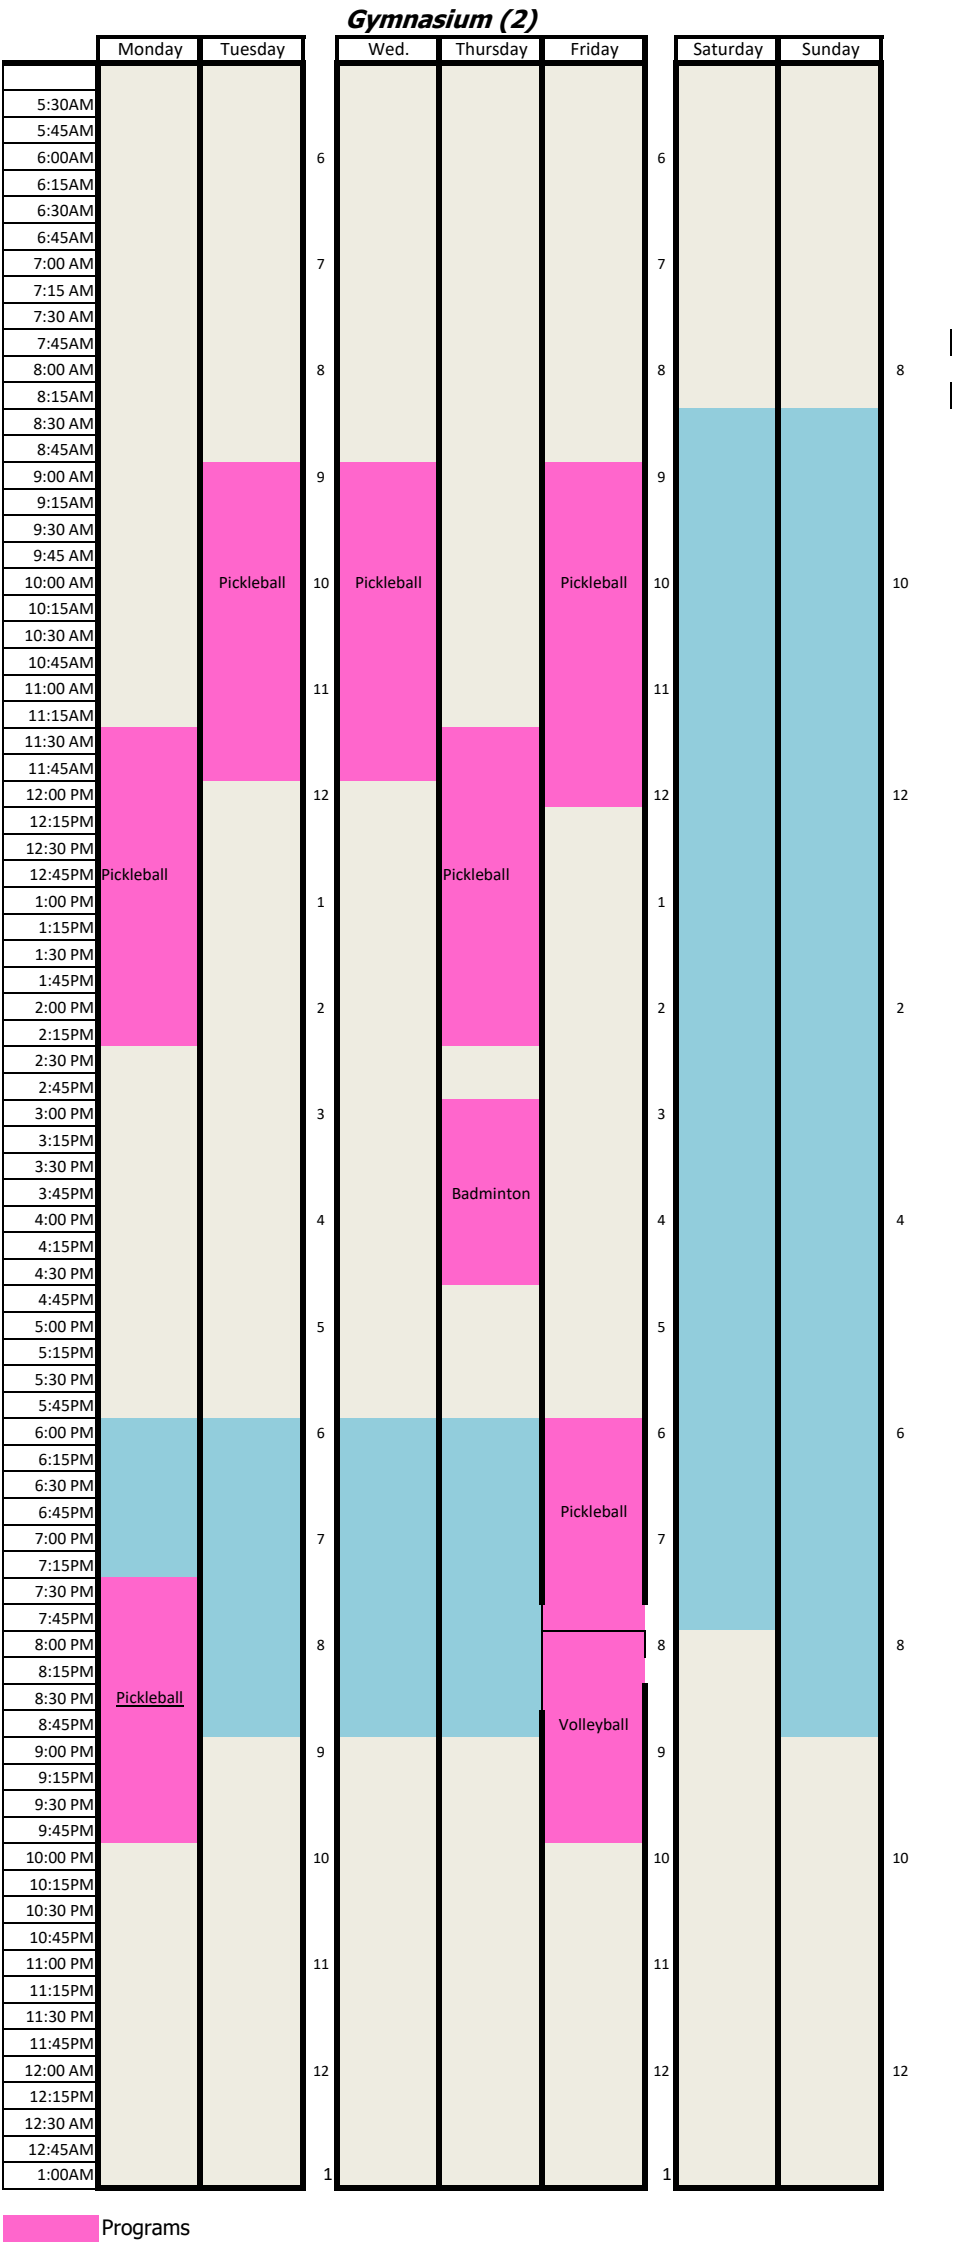 Gymnasium (2)
Monday Tuesday Wed. Thursday Friday Saturday Sunday
5:30AM
5:45AM
6:00AM 6 6
6:15AM
6:30AM
6:45AM
7:00 AM 7 7
7:15 AM
7:30 AM
7:45AM
8:00 AM 8 8 8
8:15AM
8:30 AM
8:45AM
9:00 AM 9 9
9:15AM
9:30 AM
9:45 AM
10:00 AM Pickleball 10 Pickleball Pickleball 10 10
10:15AM
10:30 AM
10:45AM
11:00 AM 11 11
11:15AM
11:30 AM
11:45AM
12:00 PM 12 12 12
12:15PM
12:30 PM
12:45PM Pickleball Pickleball
1:00 PM 1 1
1:15PM
1:30 PM
1:45PM
2:00 PM 2 2 2
2:15PM
2:30 PM
2:45PM
3:00 PM 3 3
3:15PM
3:30 PM
3:45PM Badminton
4:00 PM 4 4 4
4:15PM
4:30 PM
4:45PM
5:00 PM 5 5
5:15PM
5:30 PM
5:45PM
6:00 PM 6 6 6
6:15PM
6:30 PM
6:45PM Pickleball
7:00 PM 7 7
7:15PM
7:30 PM
7:45PM
8:00 PM 8 8 8
8:15PM
8:30 PM Pickleball
8:45PM Volleyball
9:00 PM 9 9
9:15PM
9:30 PM
9:45PM
10:00 PM 10 10 10
10:15PM
10:30 PM
10:45PM
11:00 PM 11 11
11:15PM
11:30 PM
11:45PM
12:00 AM 12 12 12
12:15PM
12:30 AM
12:45AM
1:00AM 1 1
Programs